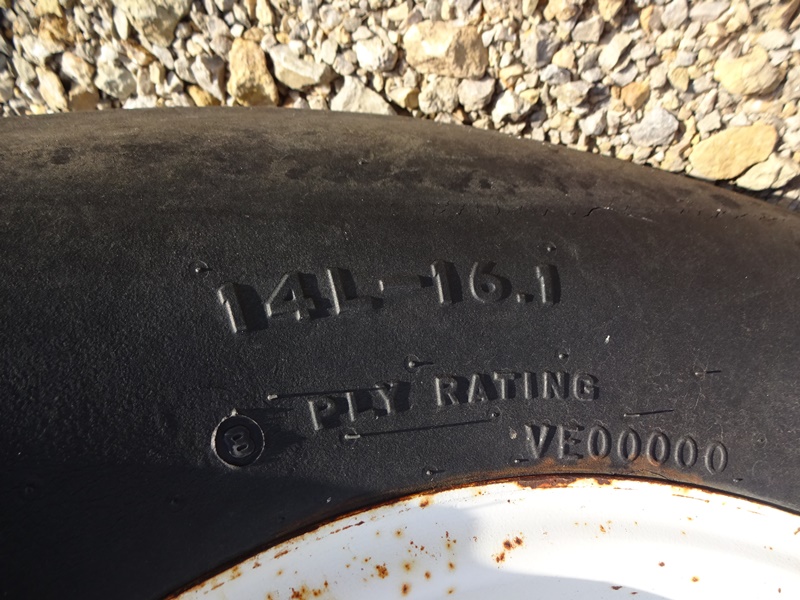 14L-16.1
8 PLY RATING
VE00000